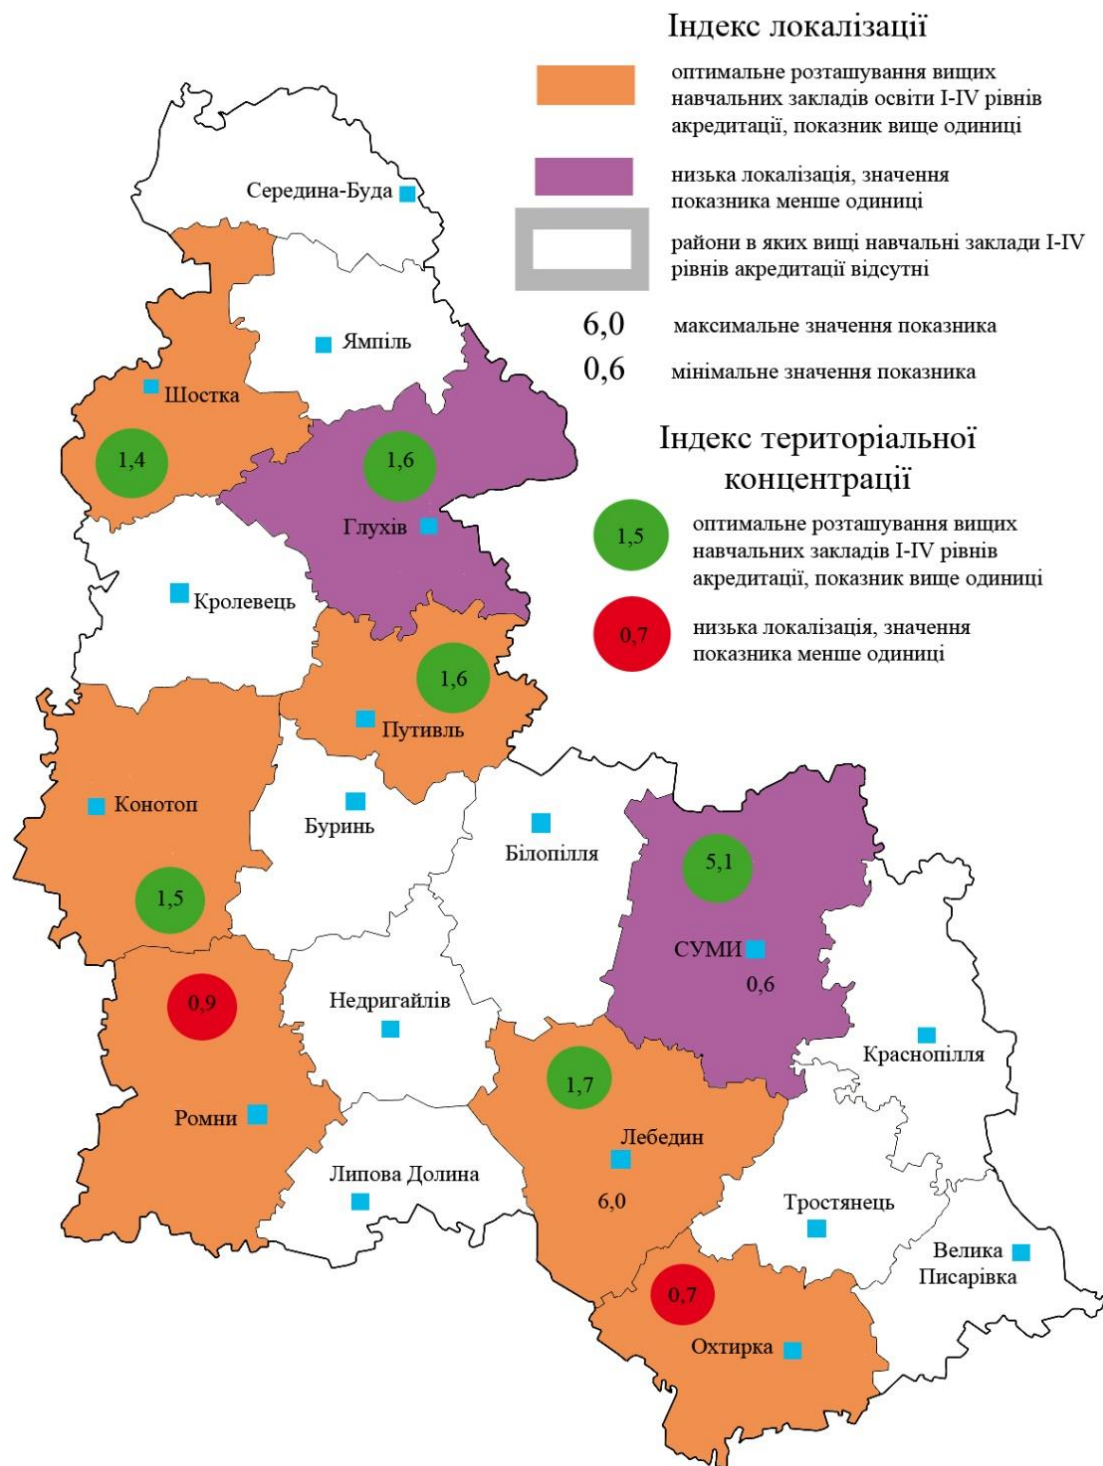 Індекс локалізації
оптимальне розташування вищих
навчальних закладів освіти І-ІV рівнів
акредитації, показник вище одиниці
низька локалізація, значення
показника менше одиниці
райони в яких вищі навчальні заклади І-ІV
рівнів акредитації відсутні
6,0 максимальне значення показника
0,6 мінімальне значення показника
Індекс територіальної
концентрації
1,5
оптимальне розташування вищих
навчальних закладів І-ІV рівнів
акредитації, показник вище одиниці
0,7
низька локалізація, значення
показника менше одиниці
Середина-Буда
Ямпіль
Шостка
1,4
1,6
Глухів
Кролевець
1,6
Путивль
Конотоп
Буринь
Білопілля
1,5
5,1
СУМИ
0,6
0,9
Недригайлів
Краснопілля
1,7
Ромни
Лебедин
Липова Долина
6,0
Тростянець
Велика
Писарівка
0,7
Охтирка